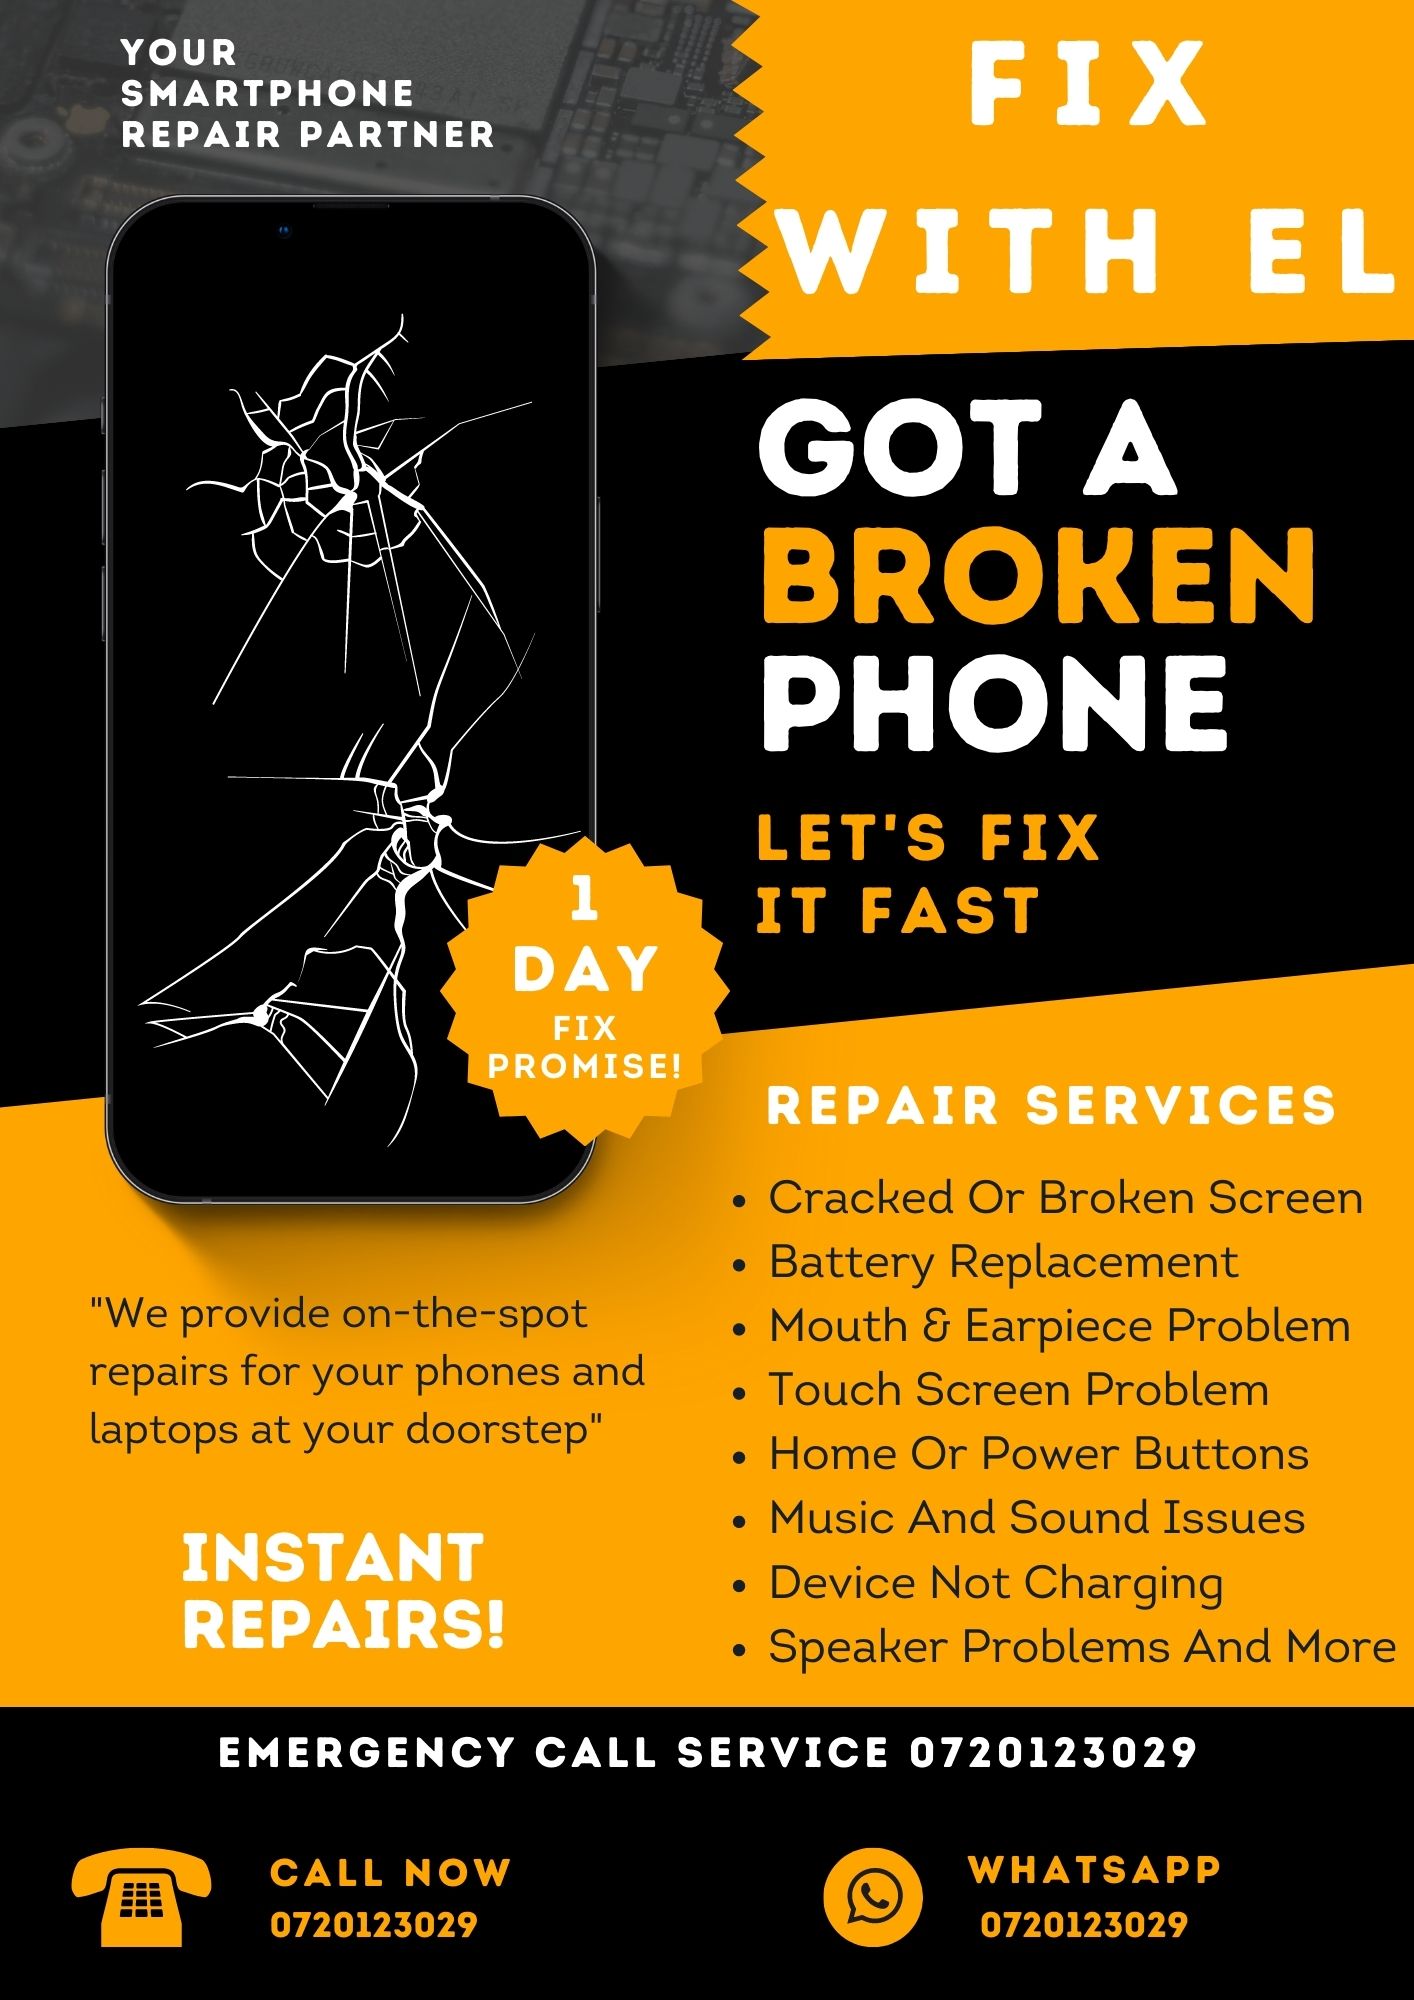 YOUR
SMARTPHONE
REPAIR PARTNER
FIX
WITH EL
GOT A
BROKEN
PHONE
LET'S FIX
IT FAST
1
DAY
FIX
PROMISE!
REPAIR SERVICES
• Cracked Or Broken Screen
• Battery Replacement
• Mouth & Earpiece Problem
• Touch Screen Problem
• Home Or Power Buttons
• Music And Sound Issues
• Device Not Charging
• Speaker Problems And More
"We provide on-the-spot
repairs for your phones and
laptops at your doorstep"
INSTANT
REPAIRS!
EMERGENCY CALL SERVICE 0720123029
CALL NOW
0720123029
WHATSAPP
0720123029